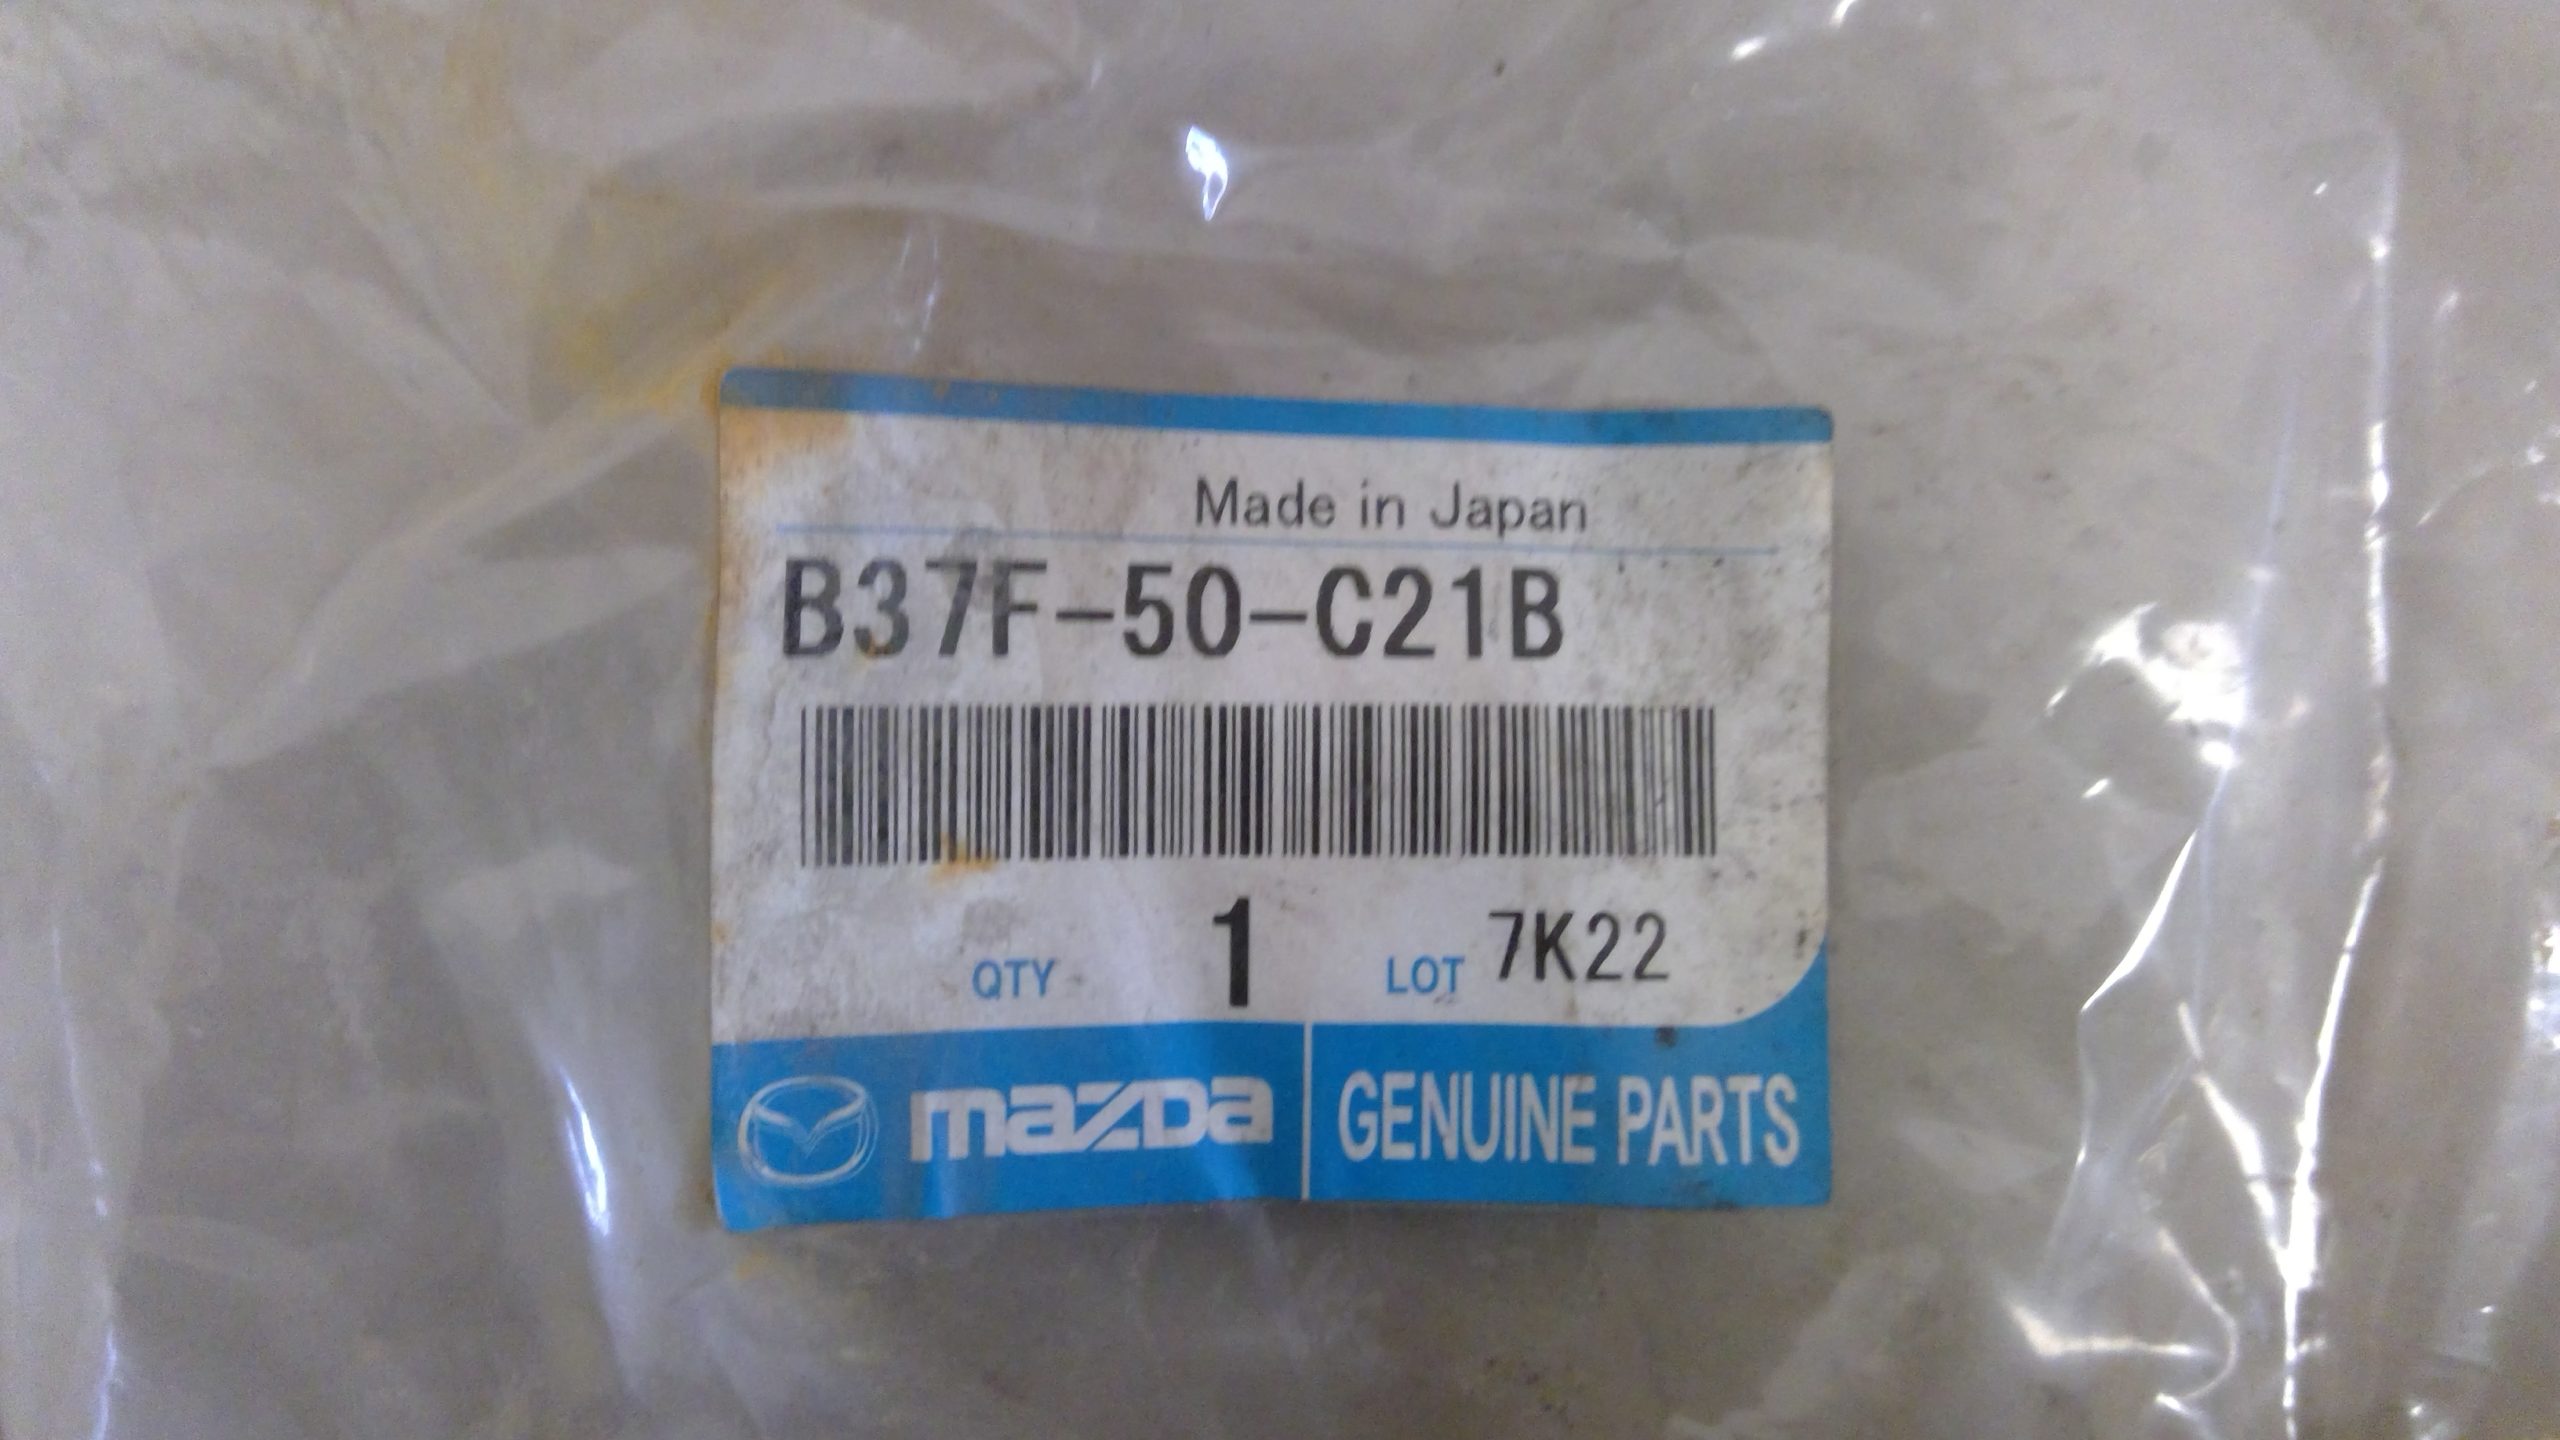 Made in Japan
B37F-50-C21B
QTY 1 LOT 7K22
mazda GENUINE PARTS